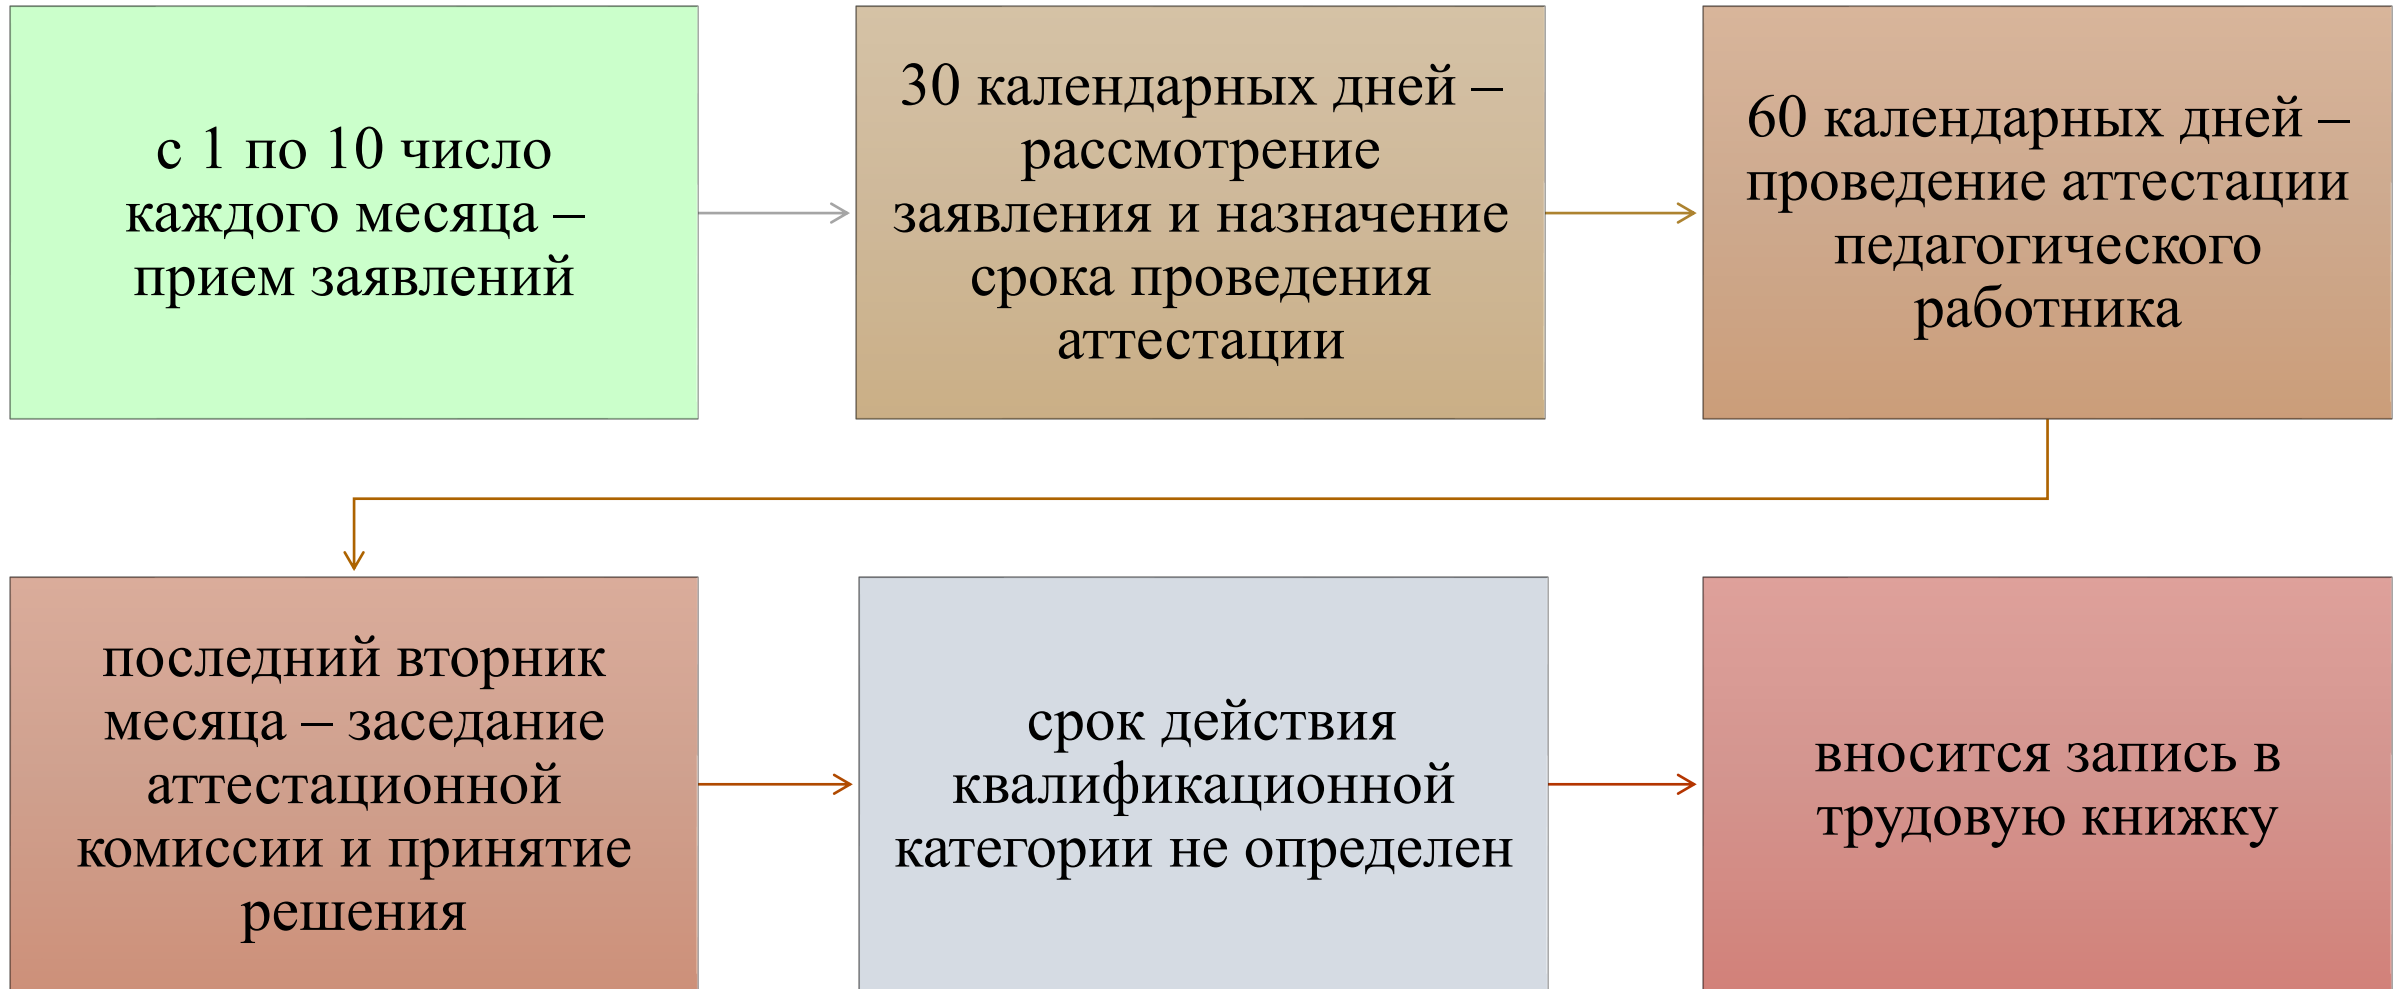 с 1 по 10 число
каждого месяца –
прием заявлений
30 календарных дней –
рассмотрение
заявления и назначение
срока проведения
аттестации
60 календарных дней –
проведение аттестации
педагогического
работника
последний вторник
месяца – заседание
аттестационной
комиссии и принятие
решения
срок действия
квалификационной
категории не определен
вносится запись в
трудовую книжку